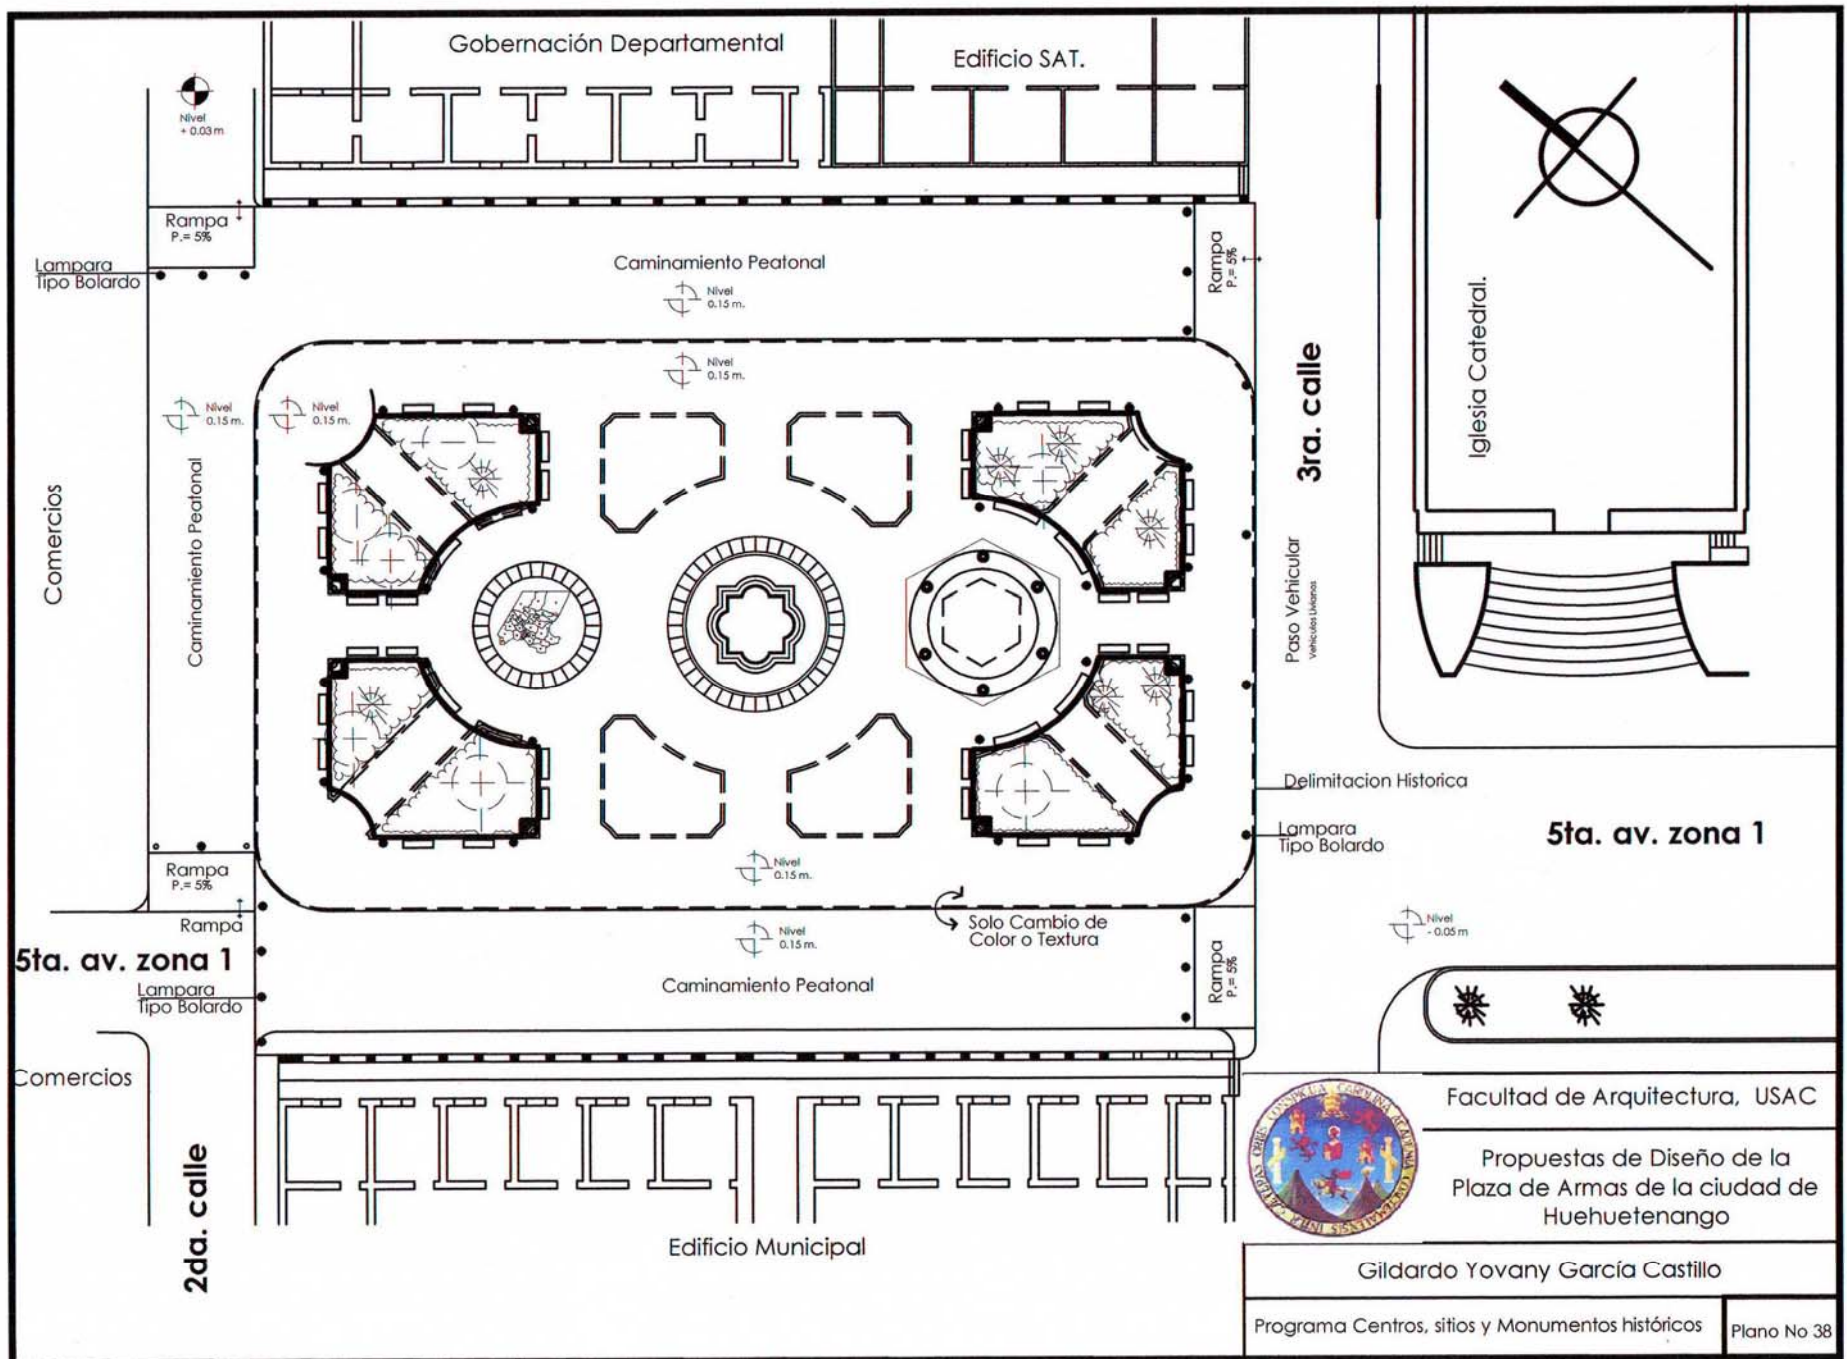 Gobernación Departamental
Edificio SAT.
Nivel
+ 0.03 m
Rampa
P.= 5%
Lampara
Tipo Bolardo
Caminamiento Peatonal
Nivel
0.15 m.
Rampa
P.= 5%
Iglesia Catedral.
Nivel
0.15 m.
3ra. calle
Nivel
0.15 m.
Nivel
0.15 m.
Comercios
Caminamiento Peatonal
Paso Vehicular
Vehiculos Livianos
Delimitacion Historica
Lampara
Tipo Bolardo
5ta. av. zona 1
Nivel
0.15 m.
Rampa
P.= 5%
Rampa
Solo Cambio de
Color o Textura
Nivel
0.15 m.
Nivel
- 0.05 m
5ta. av. zona 1
Lampara
Tipo Bolardo
Caminamiento Peatonal
Rampa
P.= 5%
Comercios
2da. calle
Edificio Municipal
Facultad de Arquitectura, USAC
Propuestas de Diseño de la
Plaza de Armas de la ciudad de
Huehuetenango
Gildardo Yovany García Castillo
Programa Centros, sitios y Monumentos históricos
Plano No 38